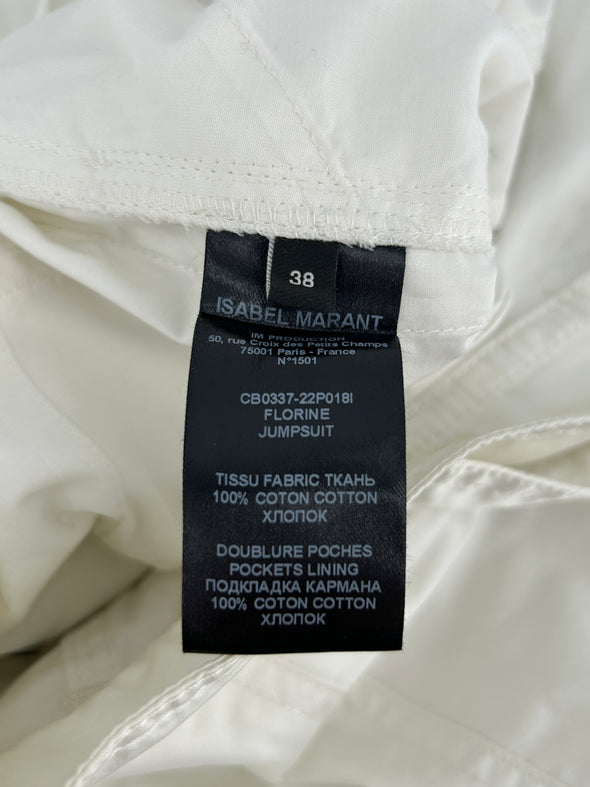 38
ISABEL MARANT
IM PRODUCTION
50, rue Croix des Petits Champs
75001 Paris - France
N°1501
CB0337-22P018I
FLORINE
JUMPSUIT
TISSU FABRIC ТКАНЬ
100% COTON COTTON
ХЛОПОК
DOUBLURE POCHES
POCKETS LINING
ПОДКЛАДКА КАРМАНА
100% COTON COTTON
ХЛОПОК